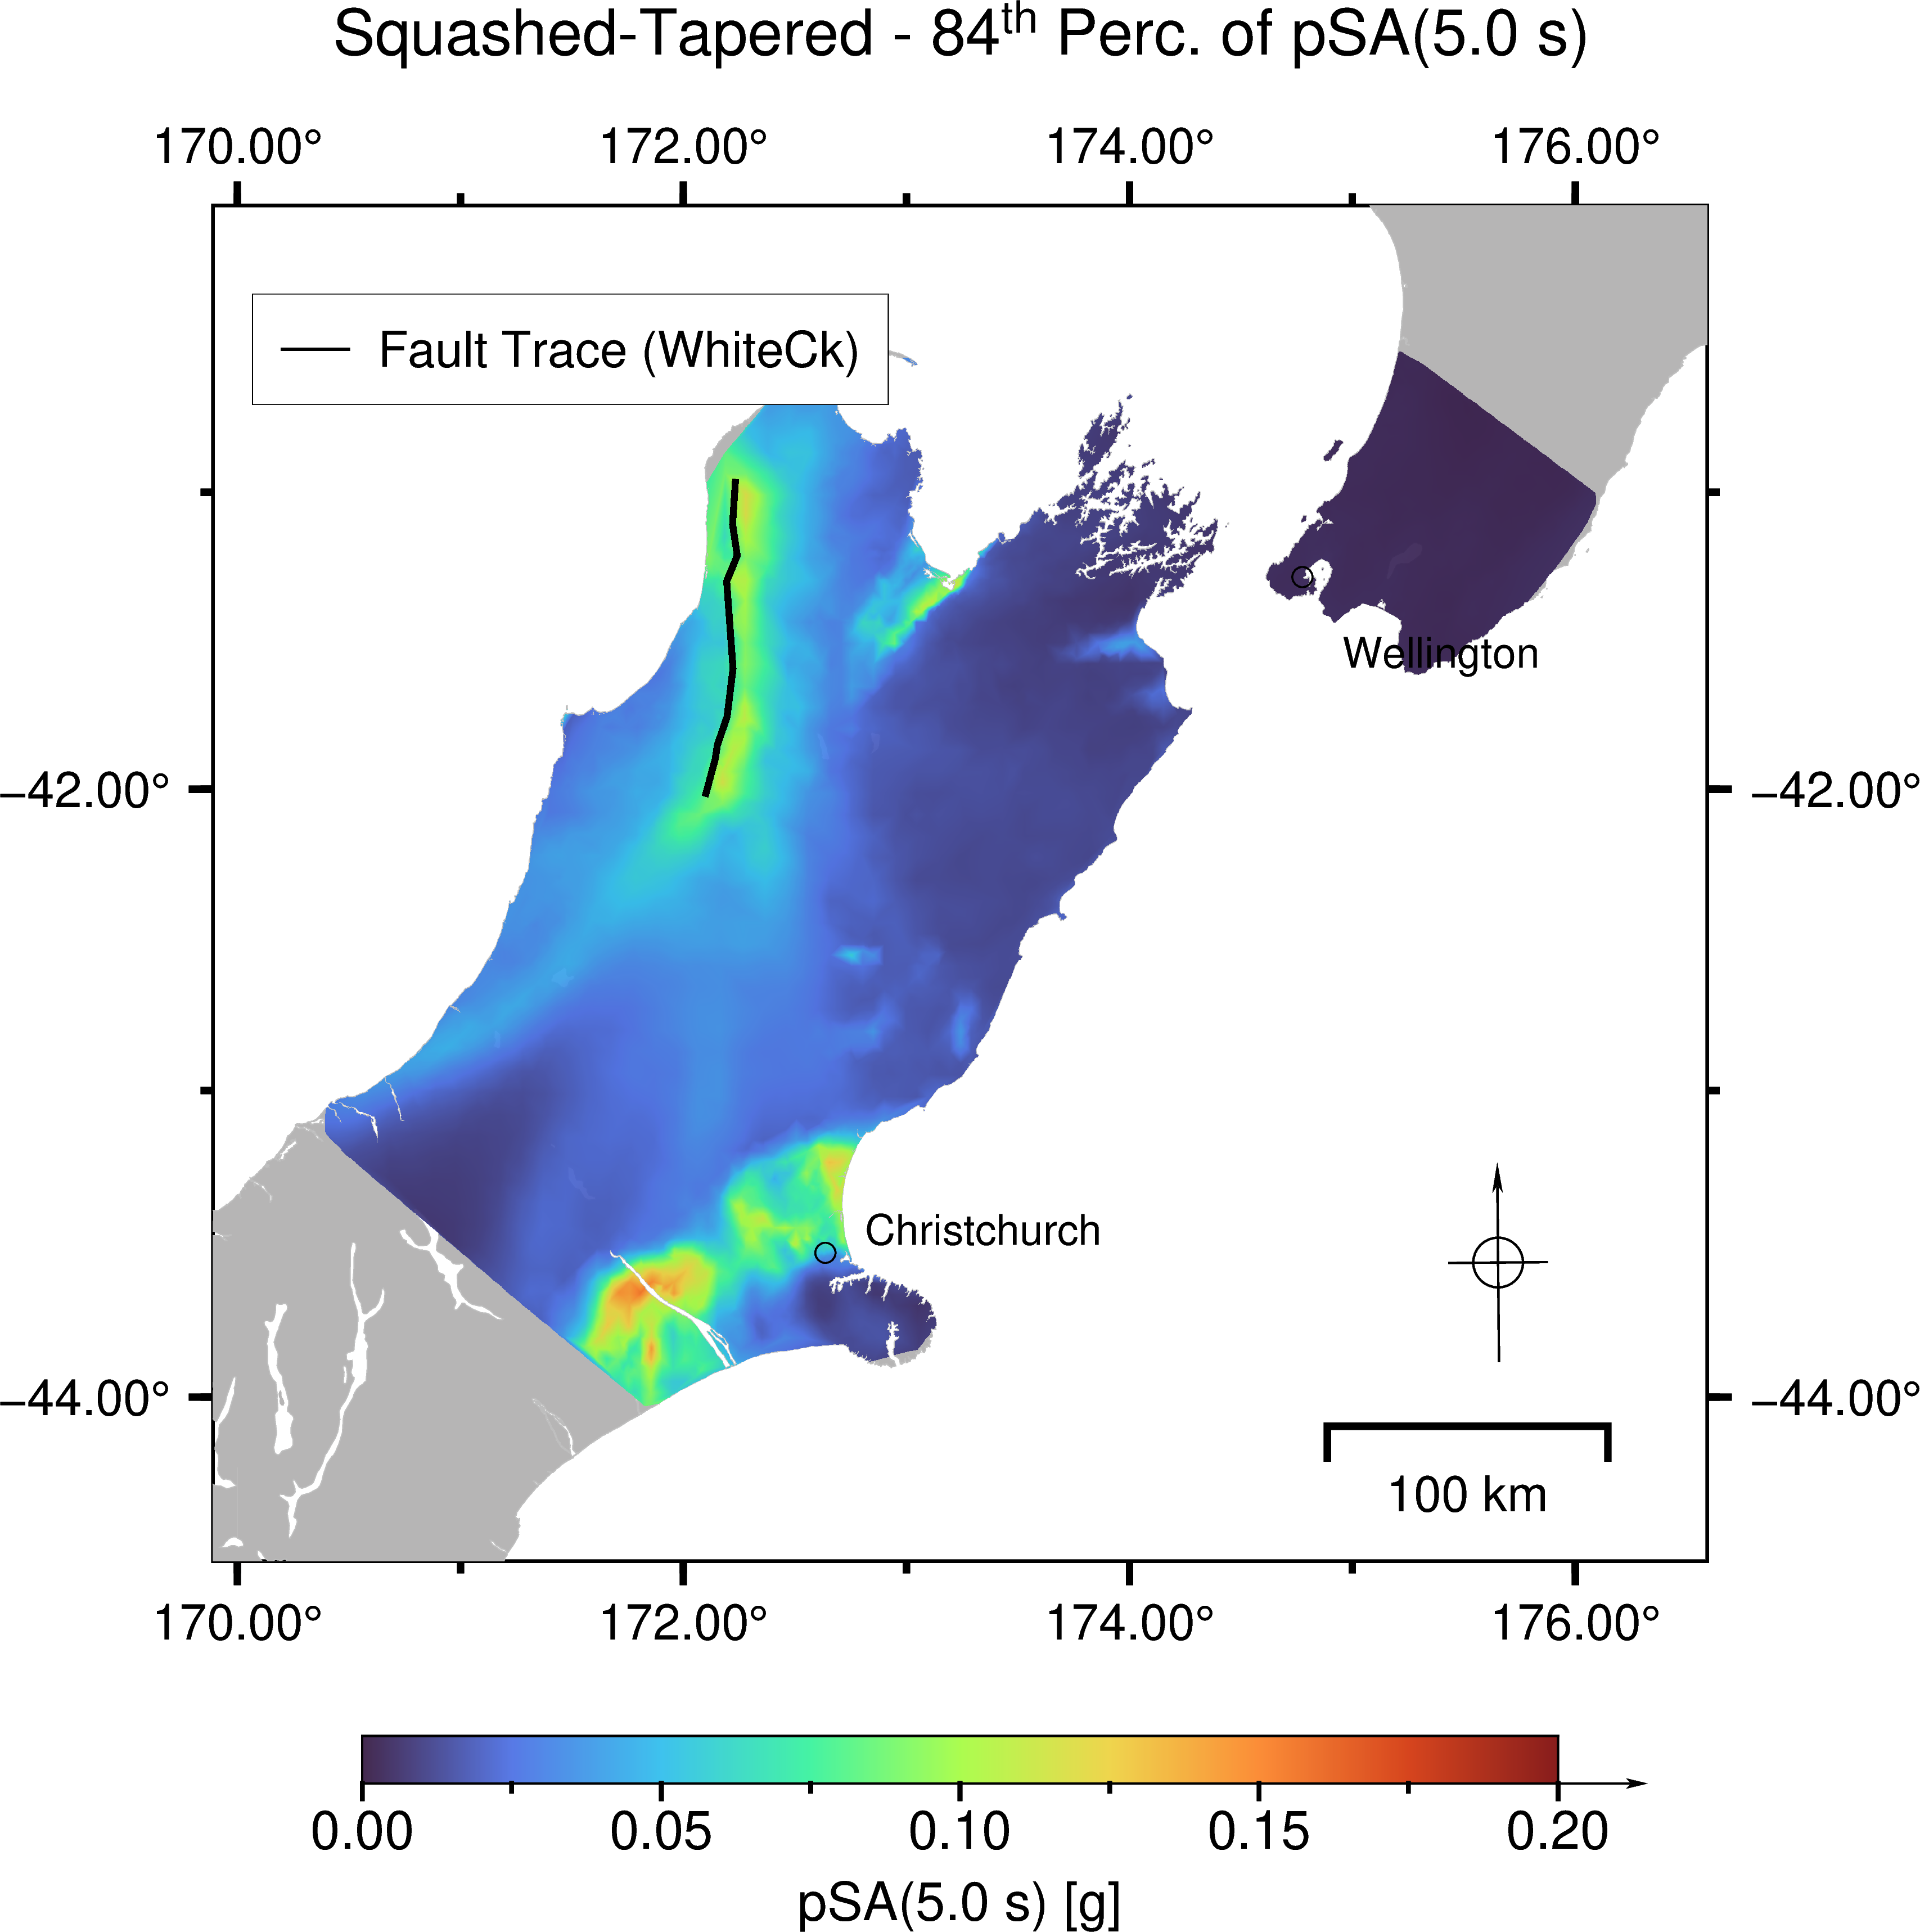 Squashed-Tapered - 84th Perc. of pSA(5.0 s)
170.00° 172.00° 174.00° 176.00°
Fault Trace (WhiteCk)
Wellington
−42.00° −42.00°
Christchurch
−44.00° −44.00°
100 km
170.00° 172.00° 174.00° 176.00°
0.00 0.05 0.10 0.15 0.20
pSA(5.0 s) [g]